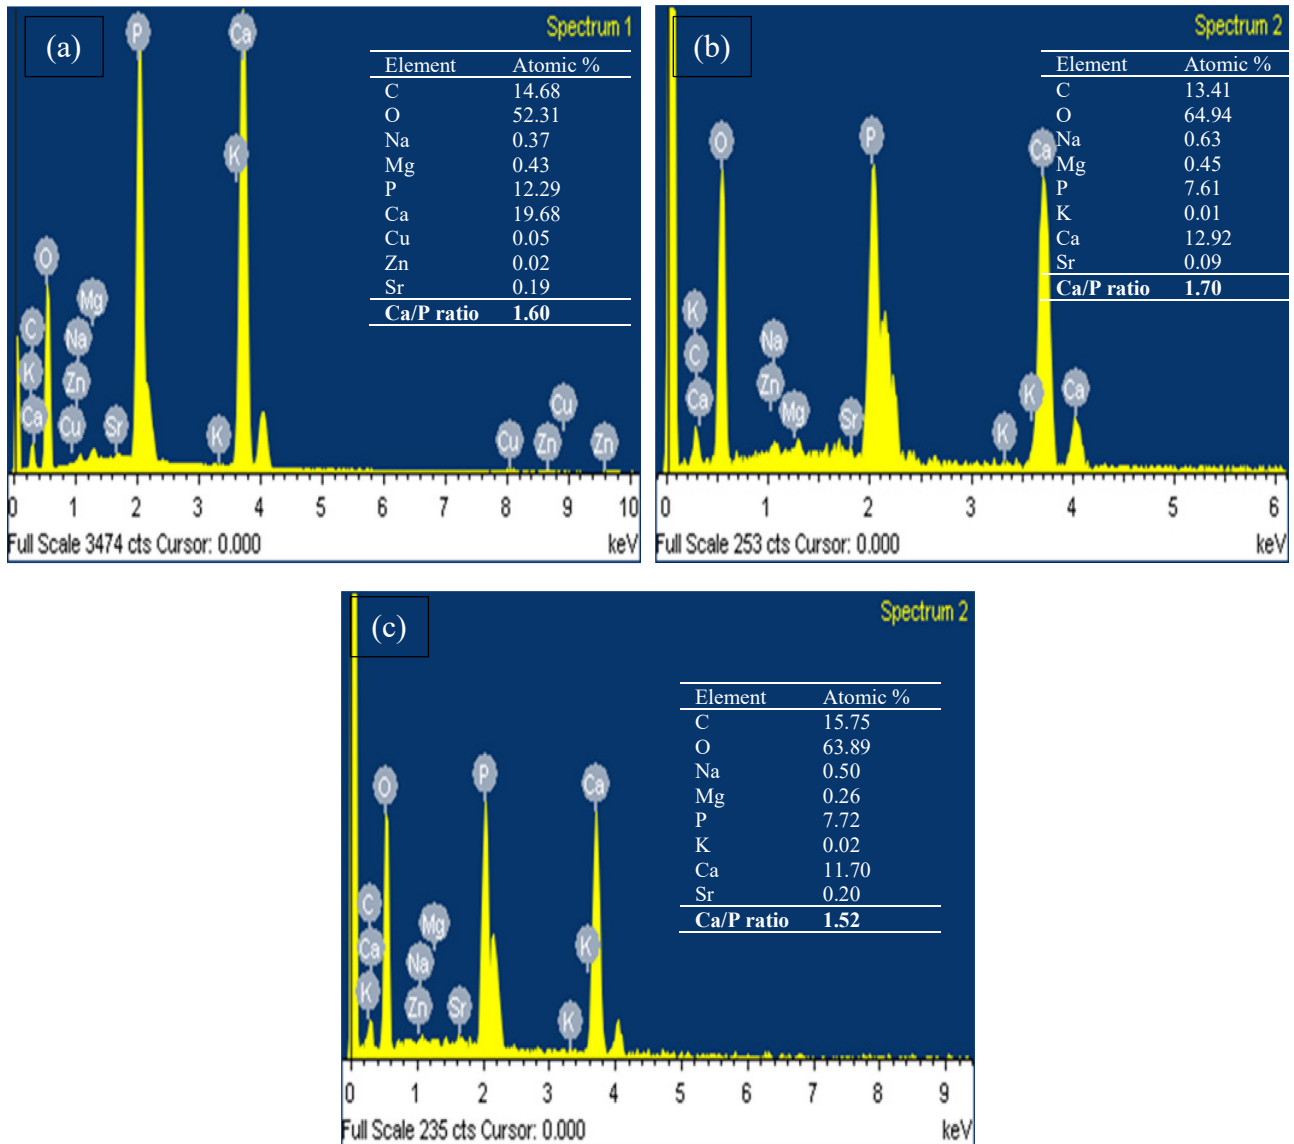 (a)
Spectrum 1
Element Atomic %
C 14.68
O 52.31
Na 0.37
Mg 0.43
P 12.29
Ca 19.68
Cu 0.05
Zn 0.02
Sr 0.19
Ca/P ratio 1.60
P
Ca
K
O
Mg
C
Na
K
Zn
Ca
Cu
Sr
K
Cu
Cu
Zn
Zn
0 1 2 3 4 5 6 7 8 9 10
Full Scale 3474 cts Cursor: 0.000 keV
(b)
Spectrum 2
Element Atomic %
C 13.41
O 64.94
Na 0.63
Mg 0.45
P 7.61
K 0.01
Ca 12.92
Sr 0.09
Ca/P ratio 1.70
O
P
Ca
K
Na
C
Zn
Ca
Mg
Sr
K
K
Ca
0 1 2 3 4 5 6
Full Scale 253 cts Cursor: 0.000 keV
(c)
Spectrum 2
Element Atomic %
C 15.75
O 63.89
Na 0.50
Mg 0.26
P 7.72
K 0.02
Ca 11.70
Sr 0.20
Ca/P ratio 1.52
O
P
Ca
C
Mg
Ca
Na
K
K
Zn
Sr
K
0 1 2 3 4 5 6 7 8 9
Full Scale 235 cts Cursor: 0.000 keV